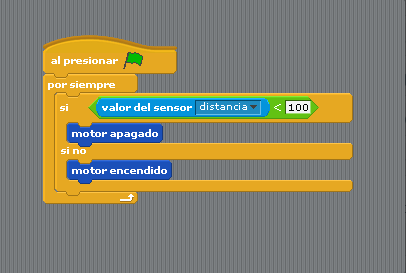 al presionar
por siempre
si valor del sensor distancia < 100
motor apagado
si no
motor encendido